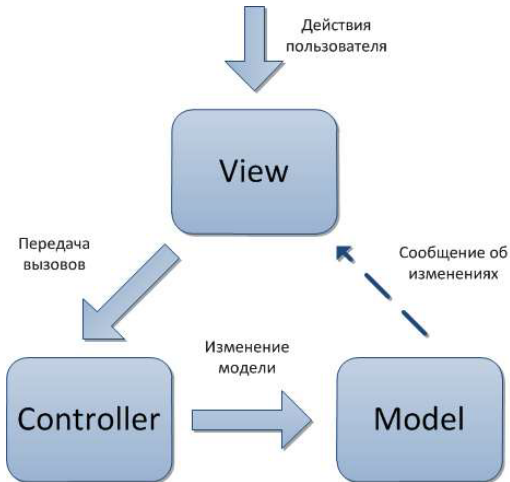 Действия
пользователя
View
Передача
вызовов
Сообщение об
изменениях
Изменение
модели
Controller
Model